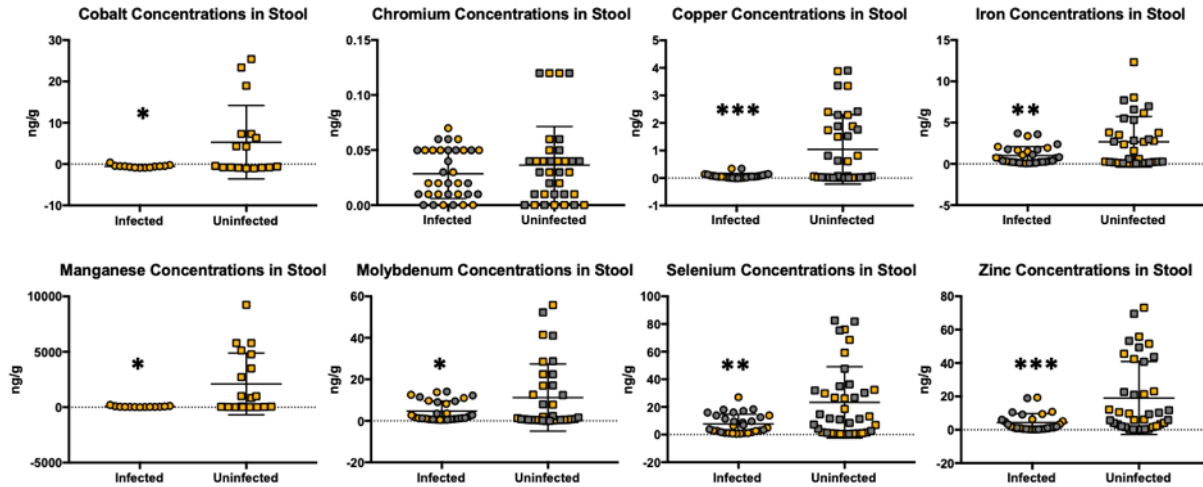 Cobalt Concentrations in Stool
30
20
10
0
-10
ng/g
*
Infected
Uninfected
Chromium Concentrations in Stool
0.15
0.10
0.05
0.00
ng/g
Infected
Uninfected
Copper Concentrations in Stool
5
4
3
2
1
0
-1
ng/g
***
Infected
Uninfected
Iron Concentrations in Stool
15
10
5
0
-5
ng/g
**
Infected
Uninfected
Manganese Concentrations in Stool
10000
5000
0
-5000
ng/g
*
Infected
Uninfected
Molybdenum Concentrations in Stool
60
40
20
0
-20
ng/g
*
Infected
Uninfected
Selenium Concentrations in Stool
100
80
60
40
20
0
-20
ng/g
**
Infected
Uninfected
Zinc Concentrations in Stool
80
60
40
20
0
-20
ng/g
***
Infected
Uninfected